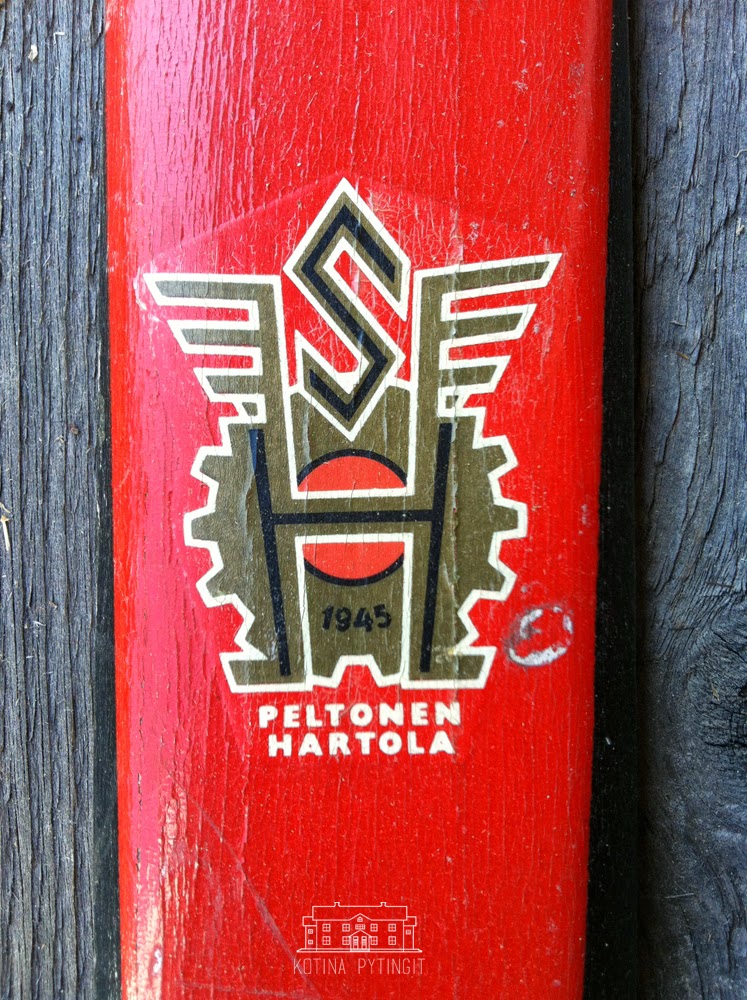 S
H
1945
PELTONEN
HARTOLA
KOTINA PYTINGIT